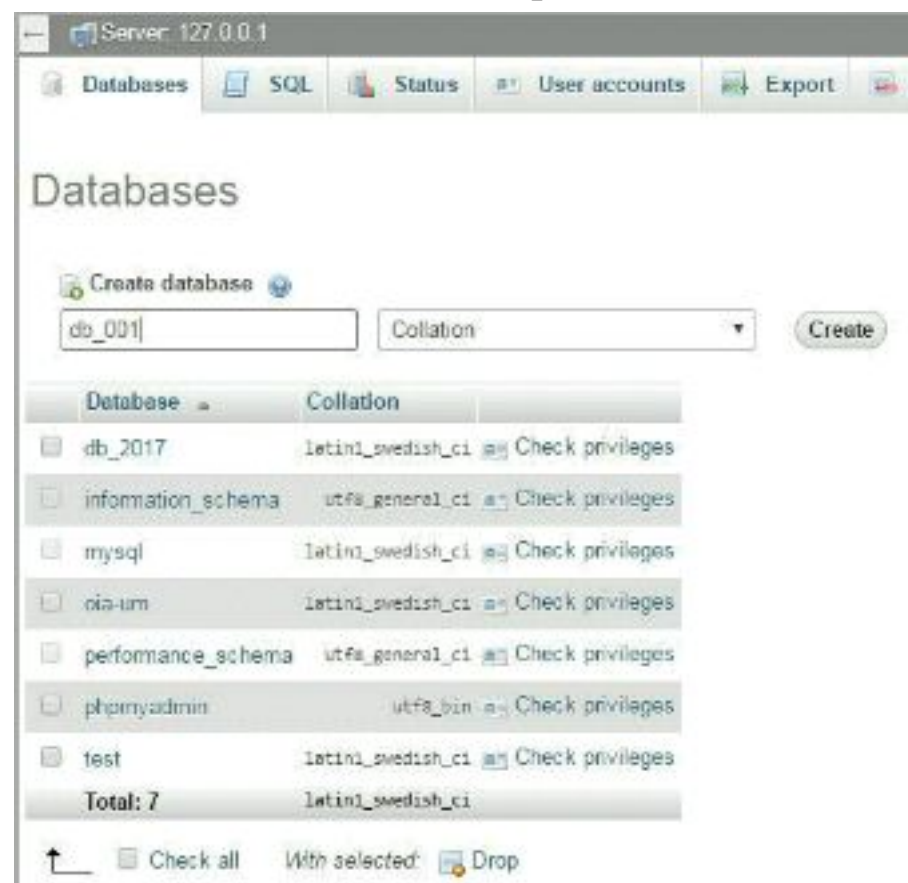 Server: 127.0.0.1
Databases SQL Status User accounts Export
Databases
Create database
db_001 Collation Create
Database Collation
db_2017 latin1_swedish_ci Check privileges
information_schema utf8_general_ci Check privileges
mysql latin1_swedish_ci Check privileges
oia-um latin1_swedish_ci Check privileges
performance_schema utf8_general_ci Check privileges
phpmyadmin utf8_bin Check privileges
test latin1_swedish_ci Check privileges
Total: 7 latin1_swedish_ci
Check all With selected: Drop